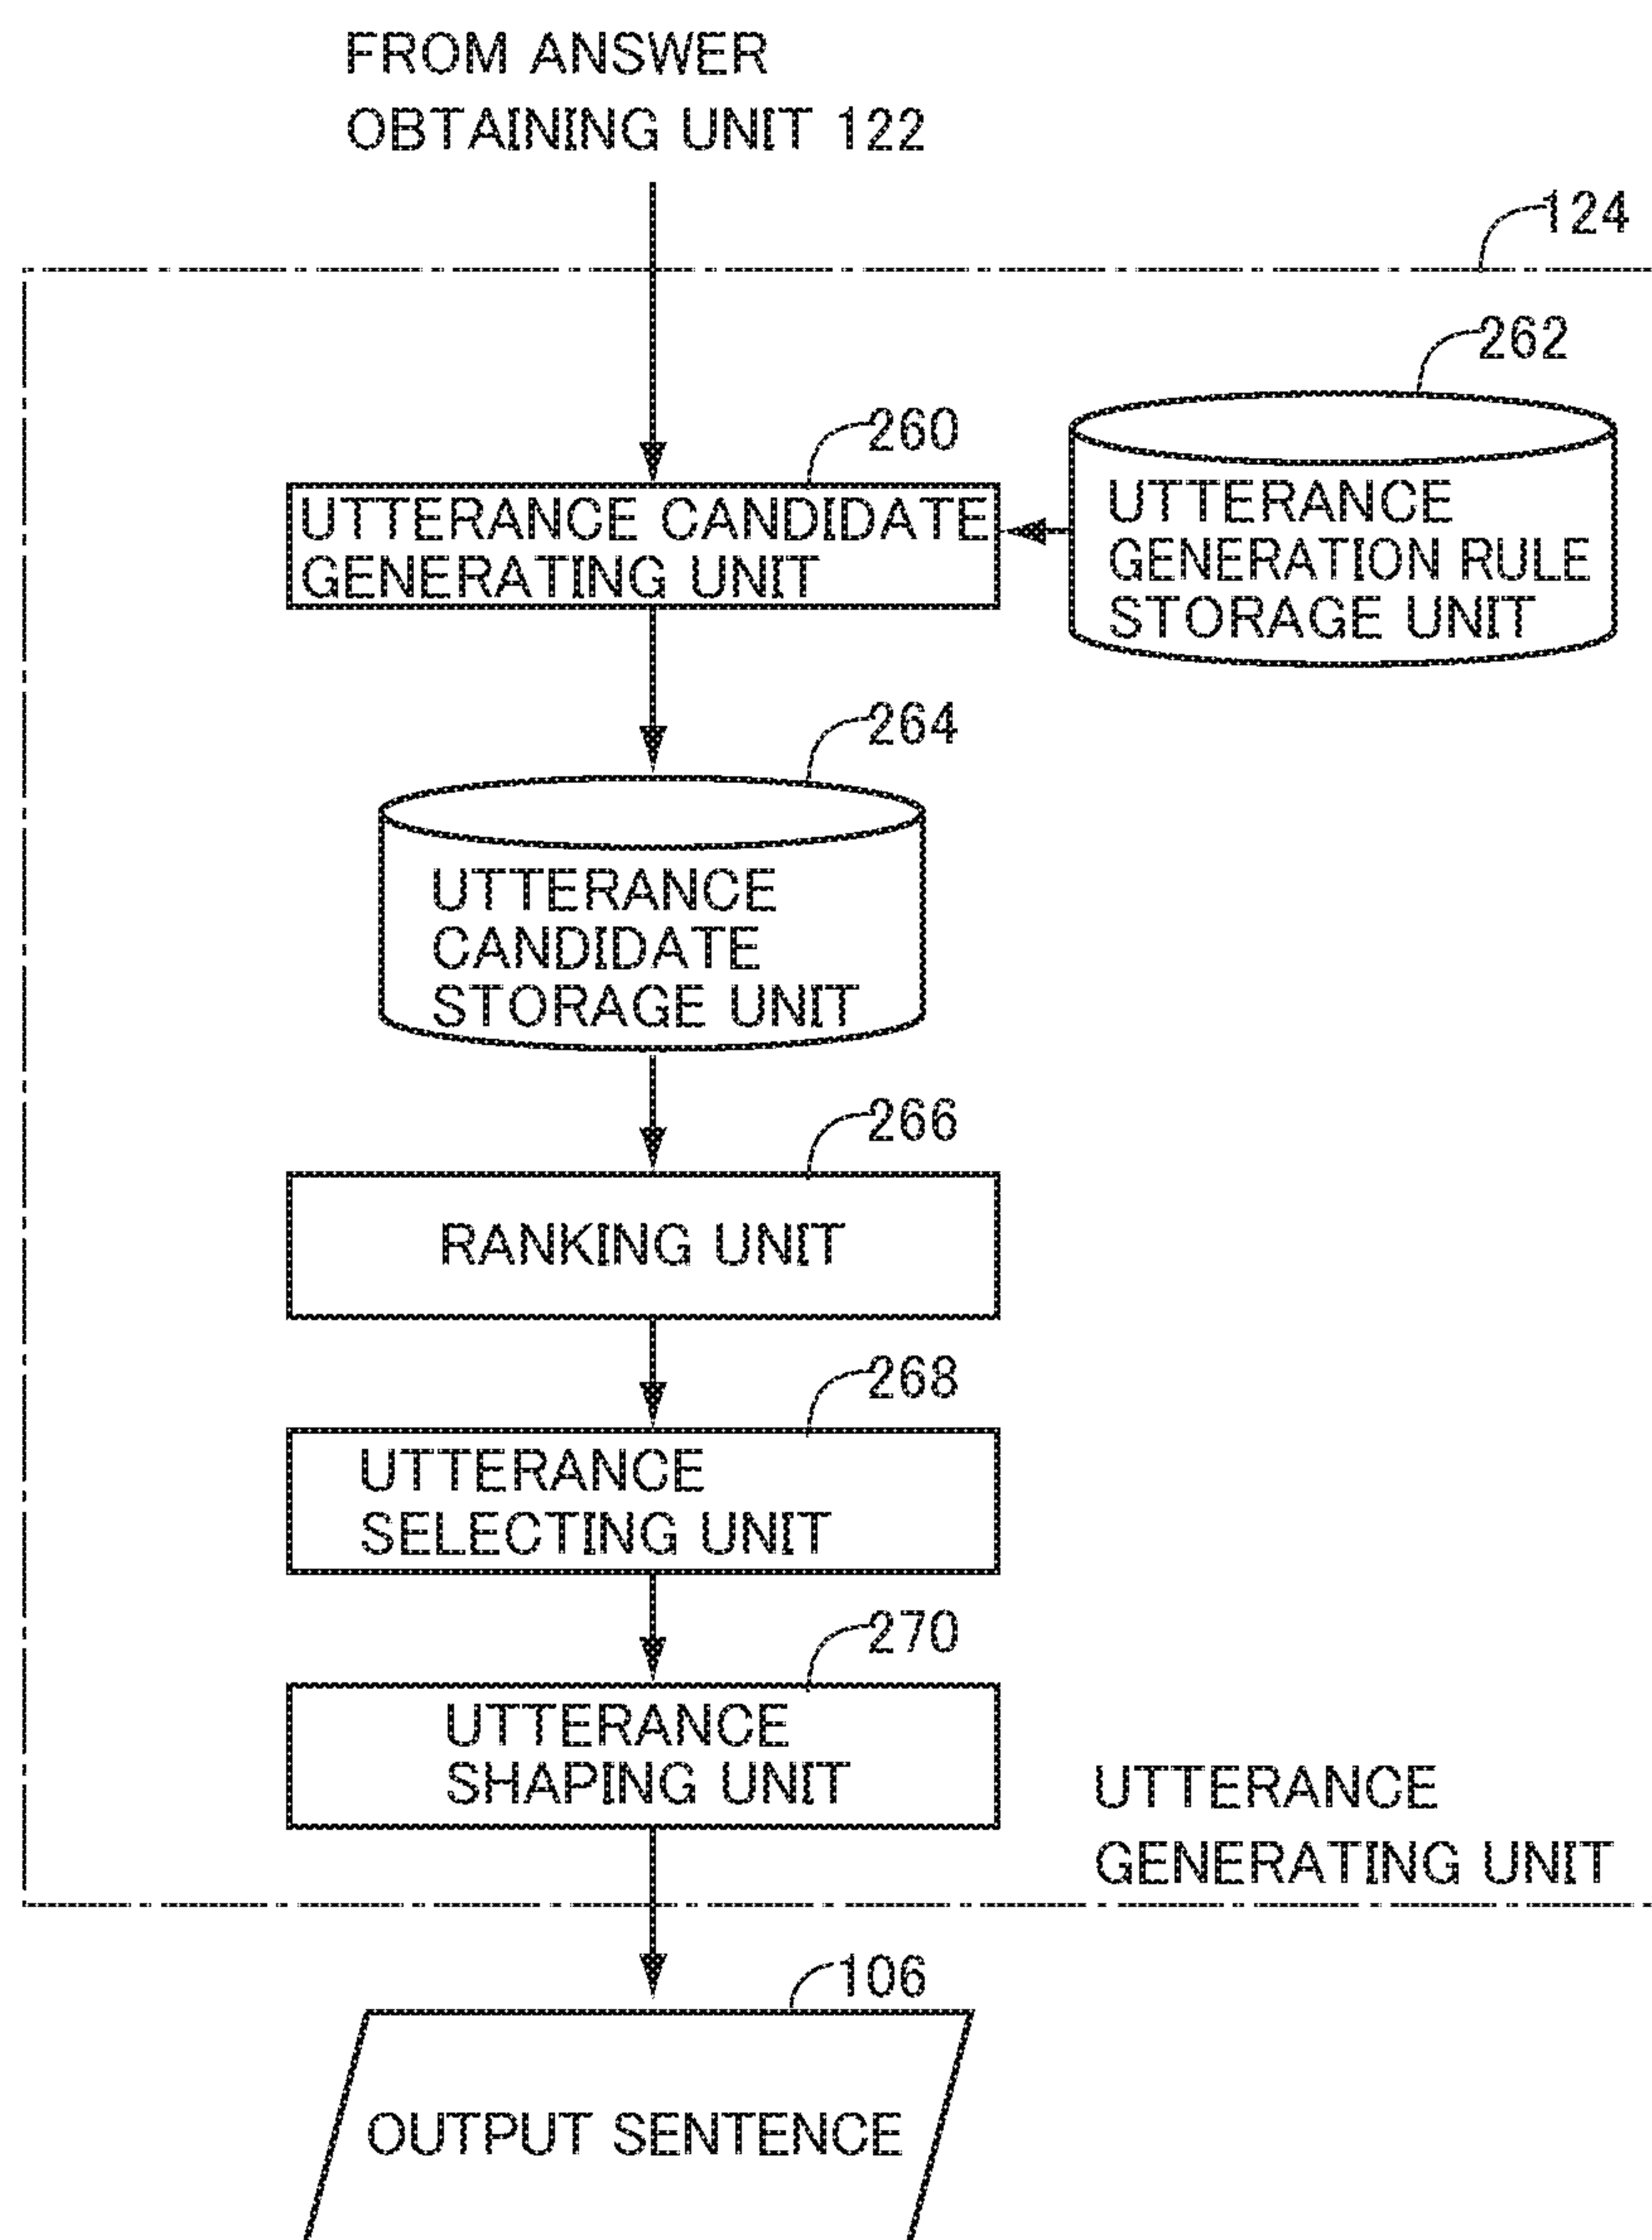 FROM ANSWER
OBTAINING UNIT 122
124
262
260
UTTERANCE CANDIDATE
GENERATING UNIT
UTTERANCE
GENERATION RULE
STORAGE UNIT
264
UTTERANCE
CANDIDATE
STORAGE UNIT
266
RANKING UNIT
268
UTTERANCE
SELECTING UNIT
270
UTTERANCE
SHAPING UNIT
UTTERANCE
GENERATING UNIT
106
OUTPUT SENTENCE